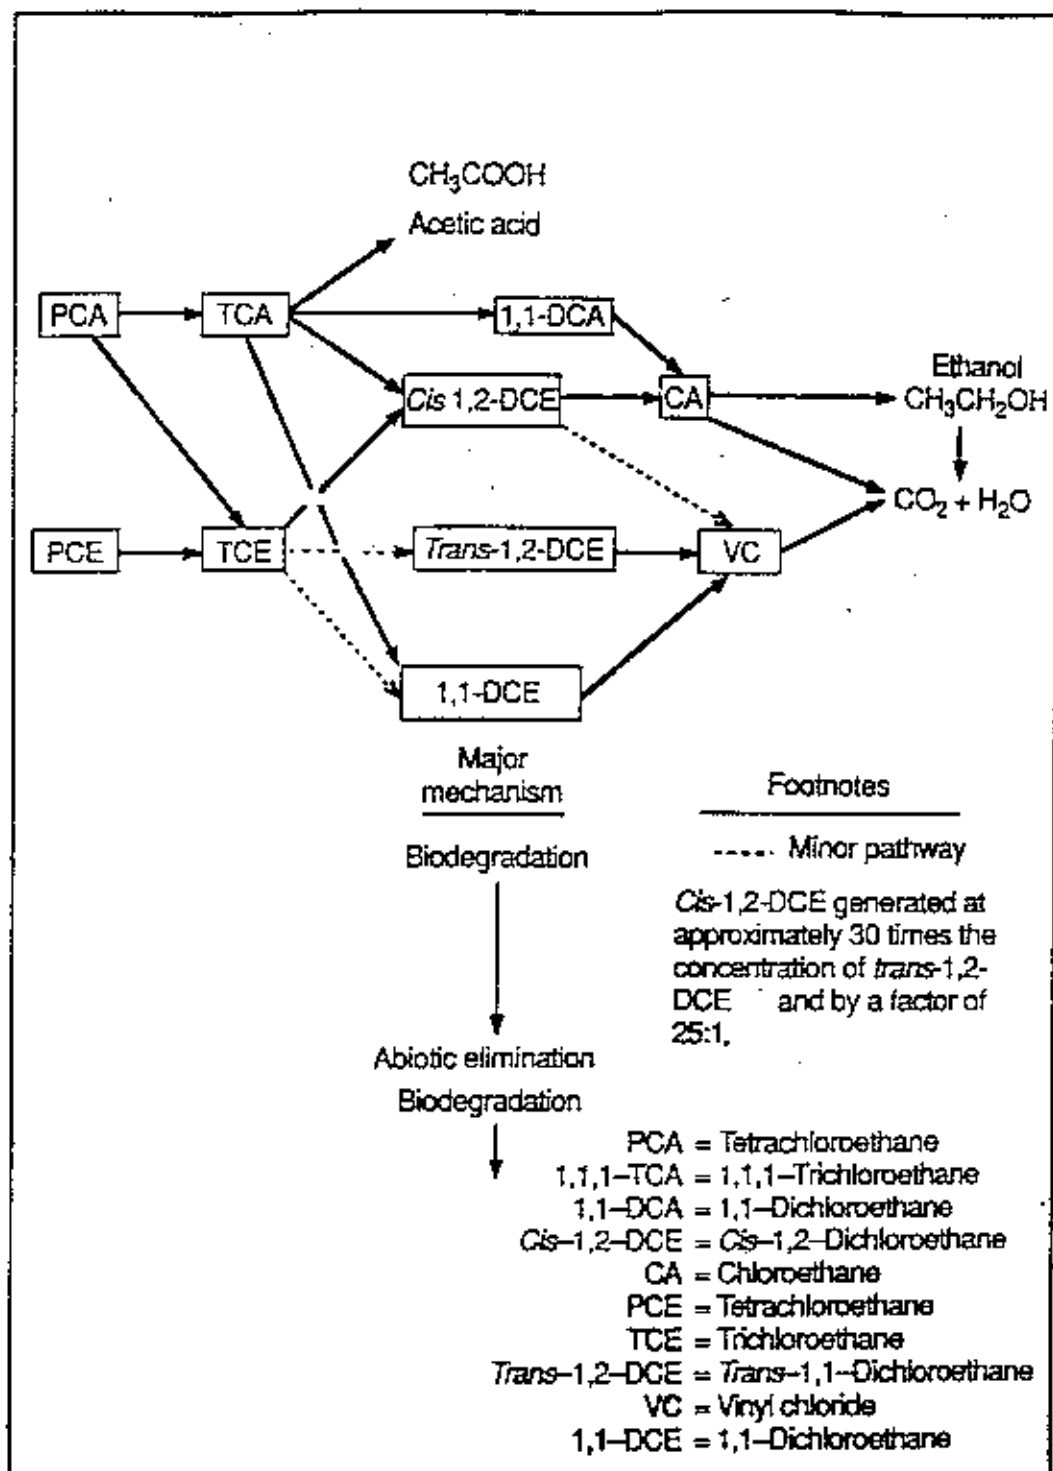 CH₃COOH
Acetic acid
PCA
TCA
1,1-DCA
Cis 1,2-DCE
CA
Ethanol
CH₃CH₂OH
CO₂ + H₂O
PCE
TCE
Trans-1,2-DCE
VC
1,1-DCE
Major
mechanism
Biodegradation
Abiotic elimination
Biodegradation
Footnotes
Minor pathway
Cis-1,2-DCE generated at
approximately 30 times the
concentration of trans-1,2-
DCE and by a factor of
25:1.
PCA = Tetrachloroethane
1,1,1–TCA = 1,1,1–Trichloroethane
1,1–DCA = 1,1–Dichloroethane
Cis–1,2–DCE = Cis–1,2–Dichloroethane
CA = Chloroethane
PCE = Tetrachloroethane
TCE = Trichloroethane
Trans–1,2–DCE = Trans–1,1–Dichloroethane
VC = Vinyl chloride
1,1–DCE = 1,1–Dichloroethane